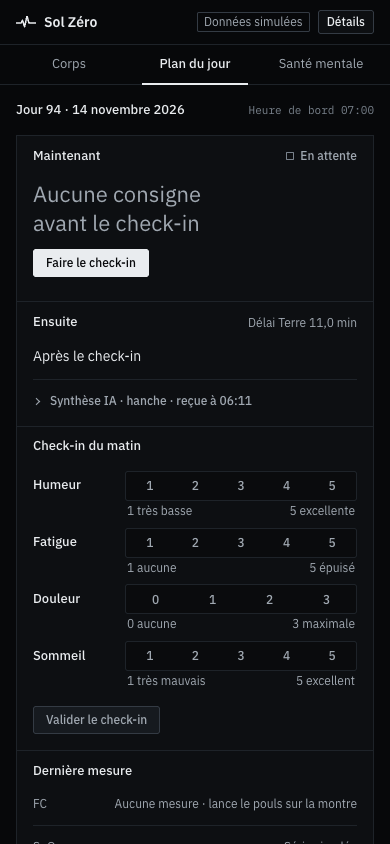 Sol Zéro
Données simulées
Détails
Corps
Plan du jour
Santé mentale
Jour 94 · 14 novembre 2026
Heure de bord 07:00
Maintenant
En attente
Aucune consigne
avant le check-in
Faire le check-in
Ensuite
Délai Terre 11,0 min
Après le check-in
Synthèse IA · hanche · reçue à 06:11
Check-in du matin
Humeur
1 2 3 4 5
1 très basse
5 excellente
Fatigue
1 2 3 4 5
1 aucune
5 épuisé
Douleur
0 1 2 3
0 aucune
3 maximale
Sommeil
1 2 3 4 5
1 très mauvais
5 excellent
Valider le check-in
Dernière mesure
FC
Aucune mesure · lance le pouls sur la montre